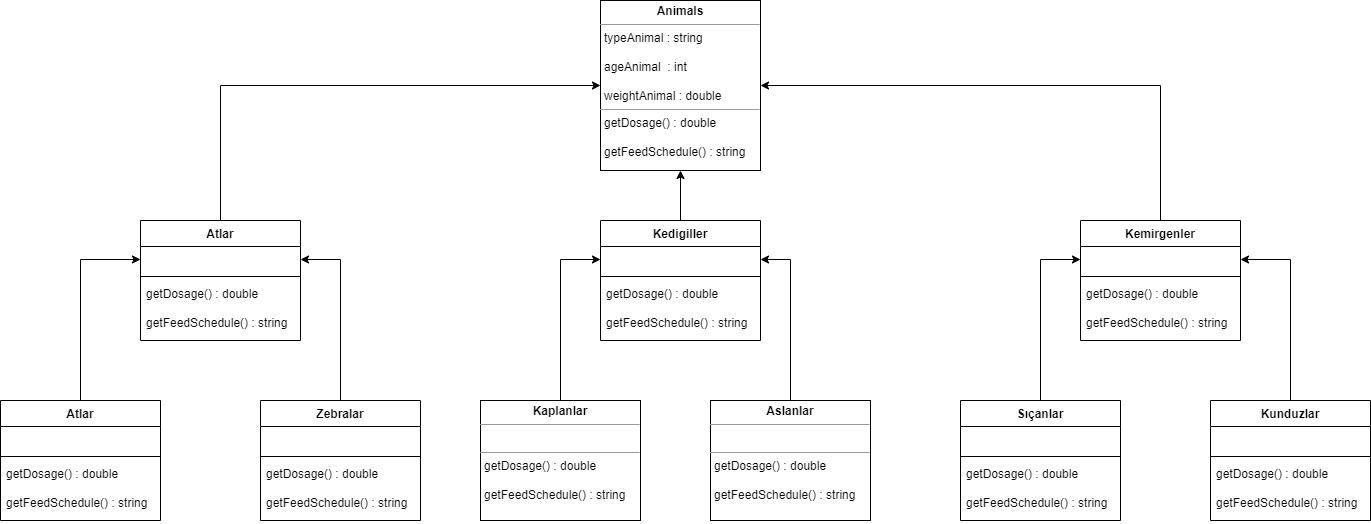 Animals
typeAnimal : string
ageAnimal  : int
weightAnimal : double
getDosage() : double
getFeedSchedule() : string
Atlar
getDosage() : double
getFeedSchedule() : string
Kedigiller
getDosage() : double
getFeedSchedule() : string
Kemirgenler
getDosage() : double
getFeedSchedule() : string
Atlar
getDosage() : double
getFeedSchedule() : string
Zebralar
getDosage() : double
getFeedSchedule() : string
Kaplanlar
getDosage() : double
getFeedSchedule() : string
Aslanlar
getDosage() : double
getFeedSchedule() : string
Sıçanlar
getDosage() : double
getFeedSchedule() : string
Kunduzlar
getDosage() : double
getFeedSchedule() : string